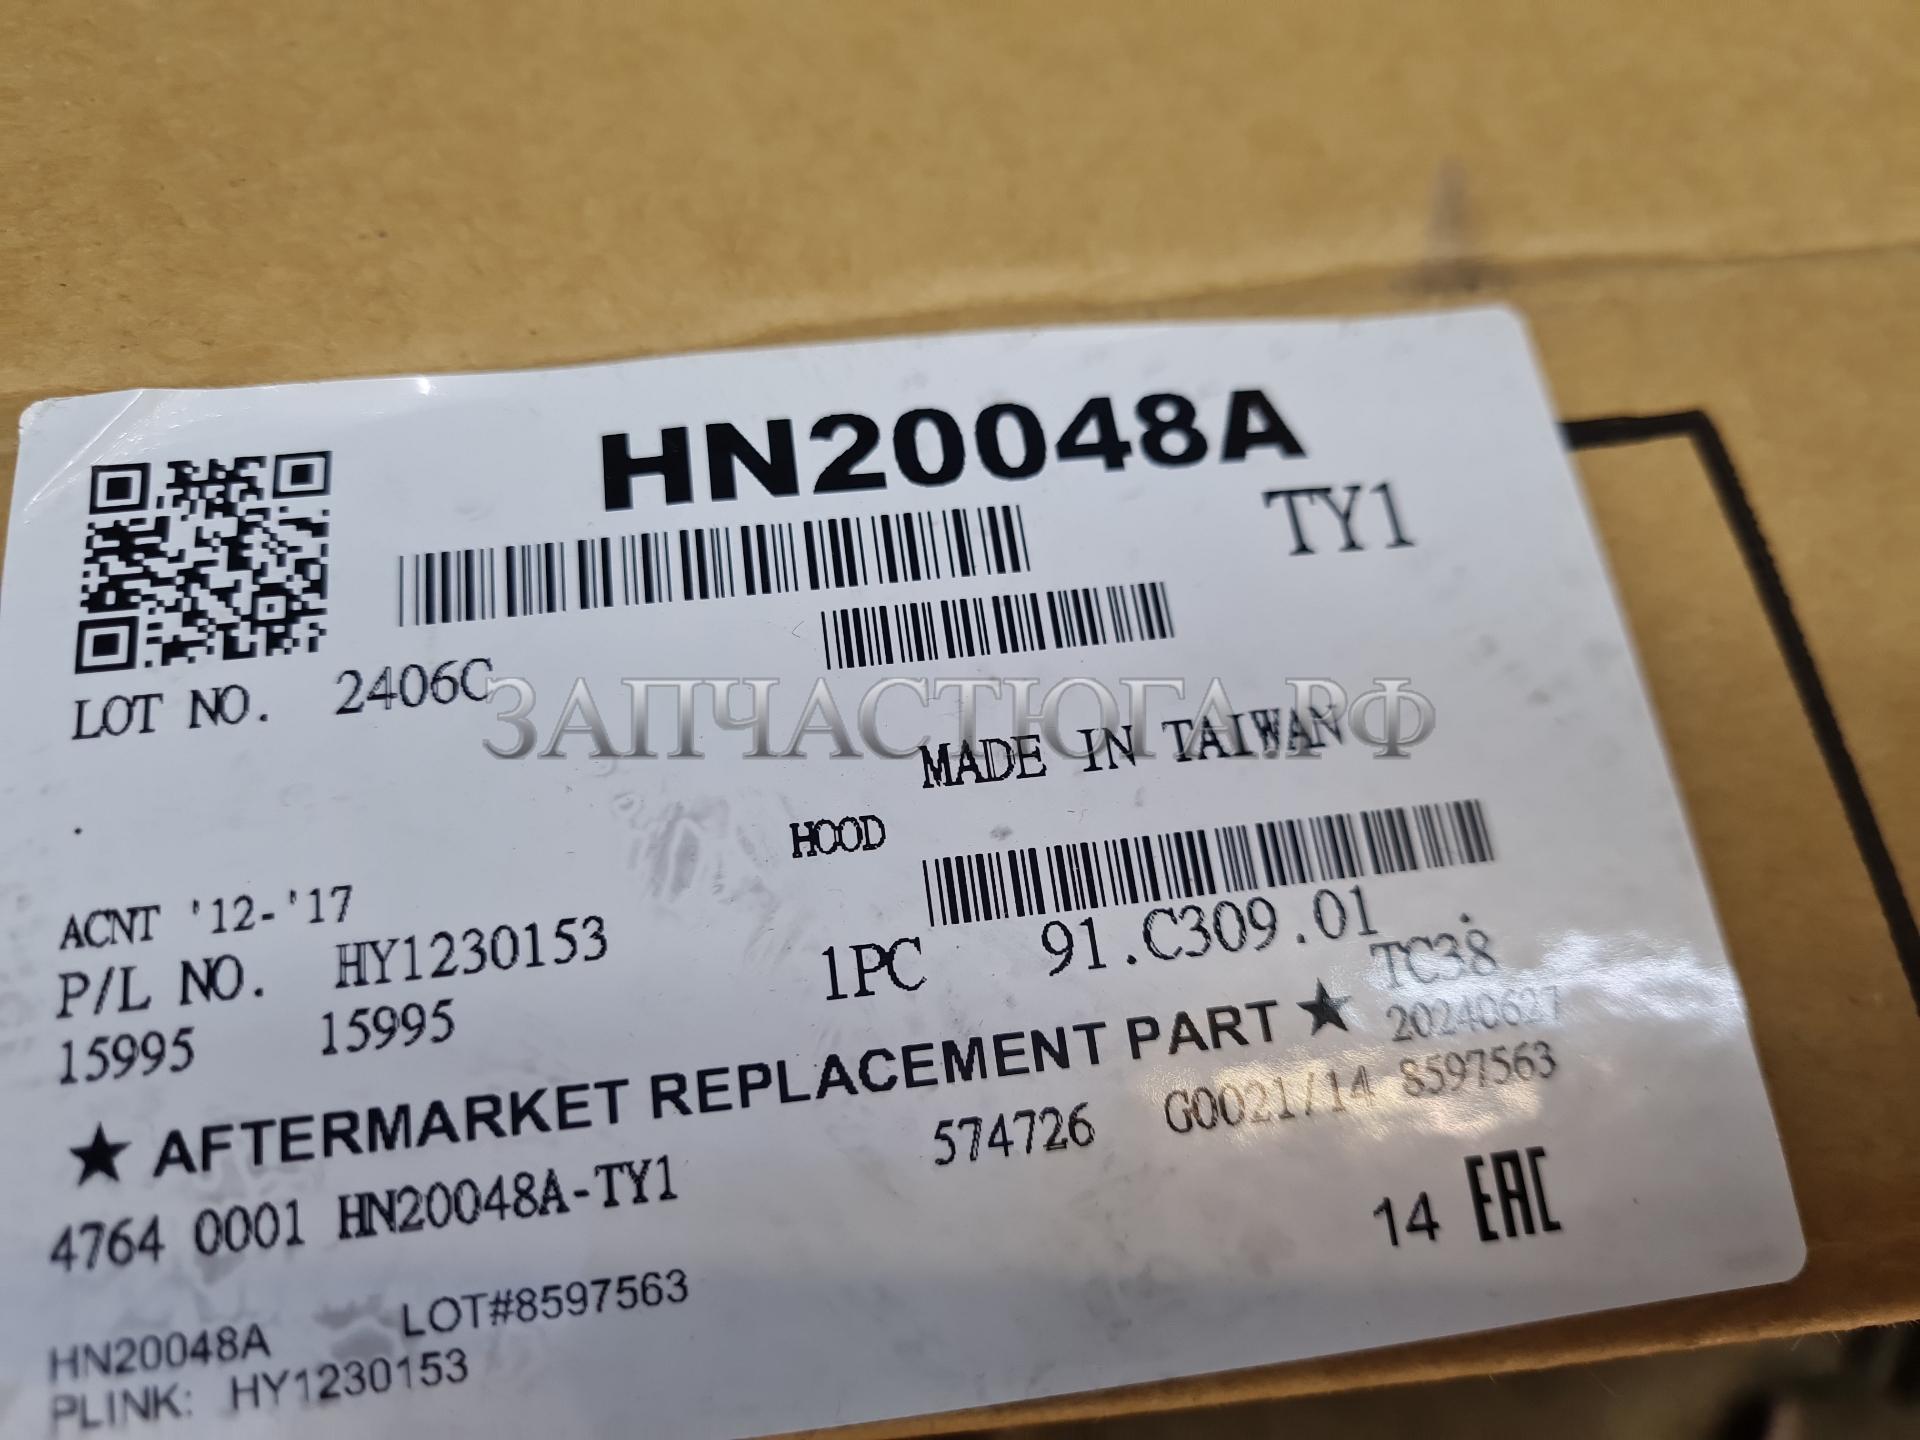 HN20048A
TY1
LOT NO. 2406C
ЗАПЧАСТЮГА.РФ
MADE IN TAIWAN
HOOD
ACNT '12-'17
P/L NO. HY1230153
1PC 91.C309.01
15995 15995
TC38
★ AFTERMARKET REPLACEMENT PART ★
20240627
4764 0001 HN20048A-TY1
574726 G0021/14 8597563
14 EAC
HN20048A LOT#8597563
PLINK: HY1230153